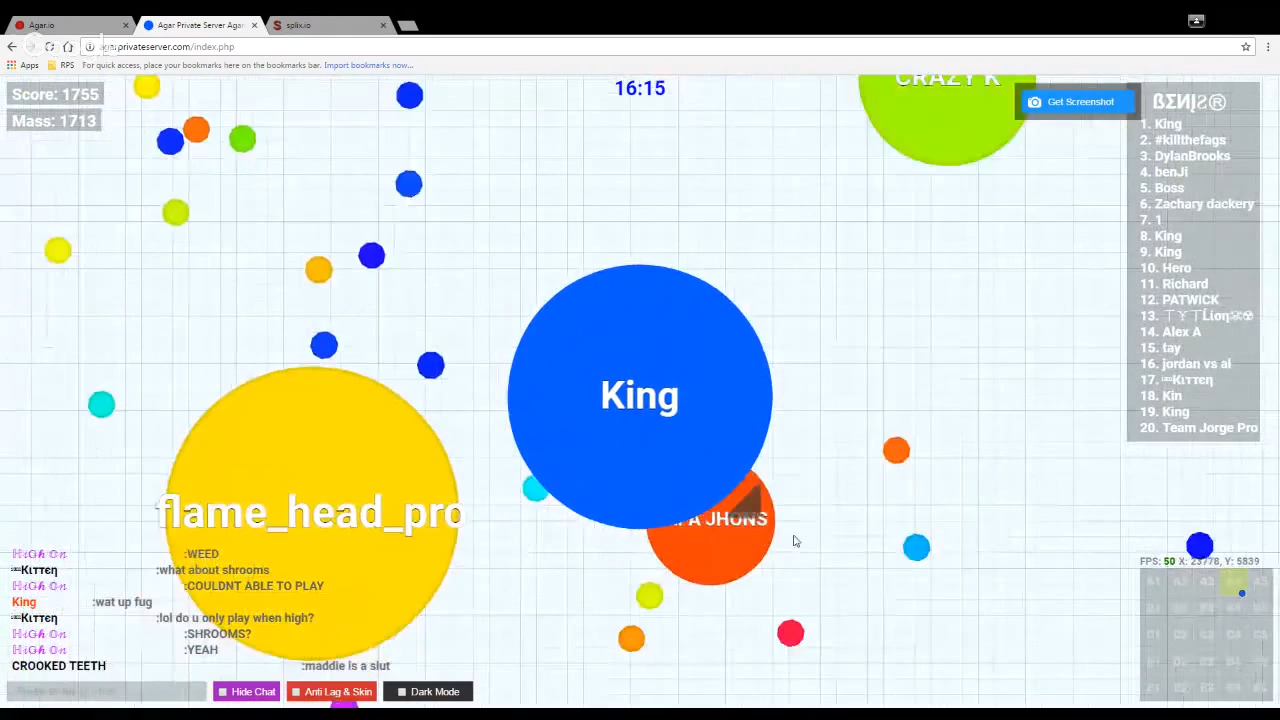 Agar.io
Agar Private Server Agar
splix.io
privateserver.com/index.php
Apps
RPS
For quick access, place your bookmarks here on the bookmarks bar.
Import bookmarks now...
Score: 1755
Mass: 1713
16:15
CRAZY K
Get Screenshot
1. King
2. #killthefags
3. DylanBrooks
4. benJi
5. Boss
6. Zachary dackery
7. 1
8. King
9. King
10. Hero
11. Richard
12. PATWICK
13.
14. Alex A
15. tay
16. jordan vs al
17. Kιττεη
18. Kin
19. King
20. Team Jorge Pro
King
JHONS
flame_head_pro
:WEED
Kιττεη :what about shrooms
:COULDNT ABLE TO PLAY
King :wat up fug
Kιττεη :lol do u only play when high?
:SHROOMS?
:YEAH
CROOKED TEETH :maddie is a slut
Hide Chat
Anti Lag & Skin
Dark Mode
FPS: 50 X: 23778, Y: 5839